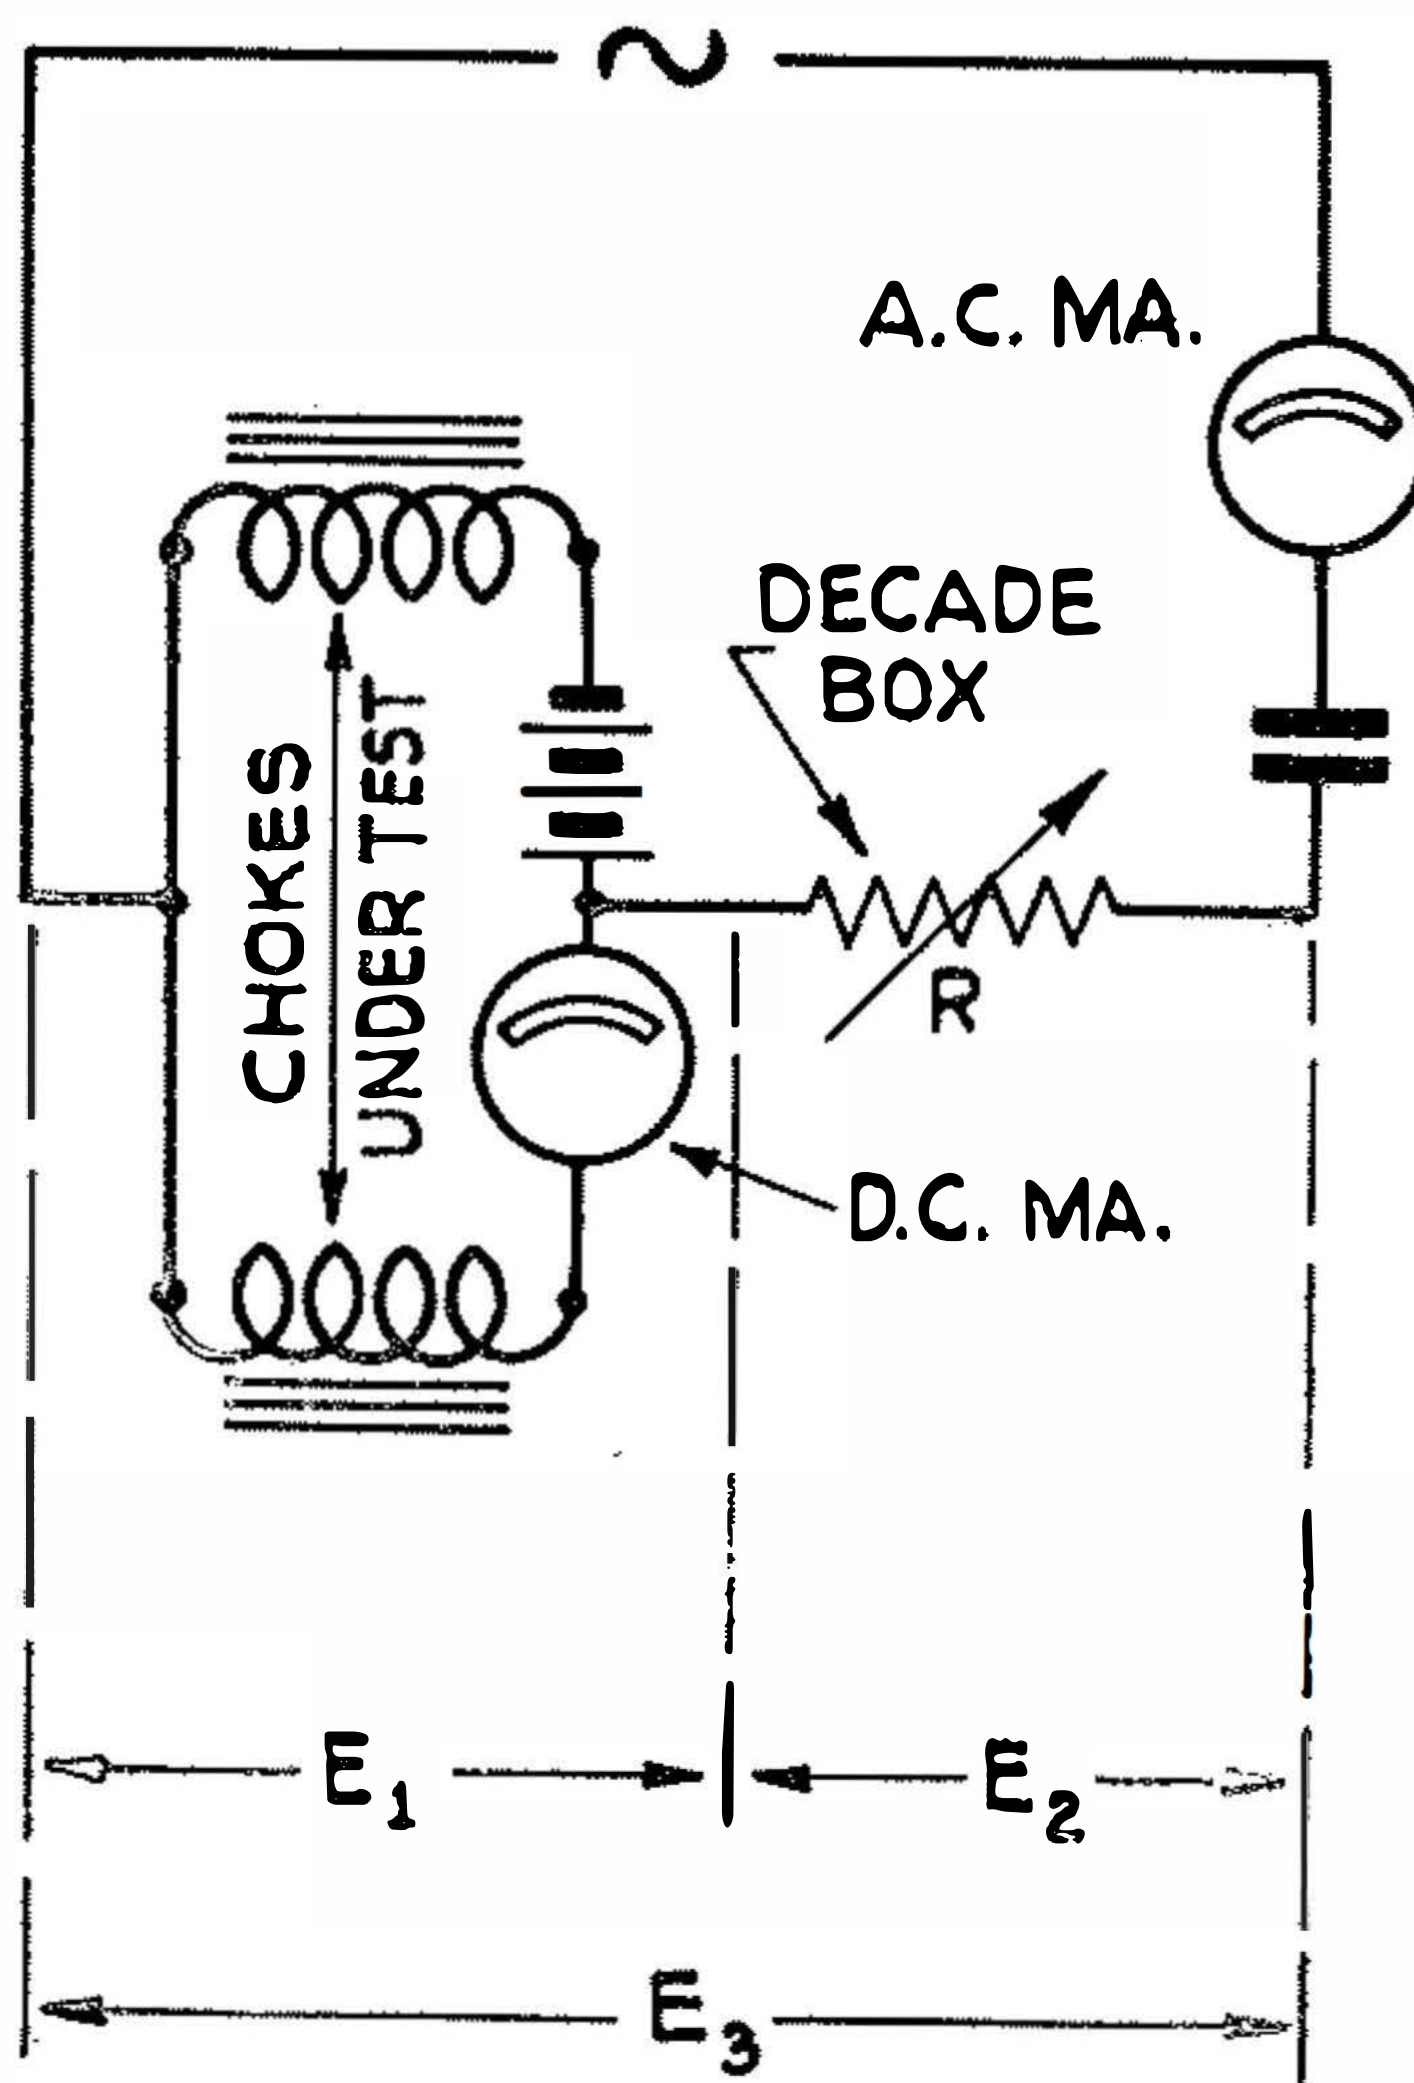 A.C. MA.
DECADE
BOX
CHOKES
UNDER TEST
R
D.C. MA.
E1
E2
E3